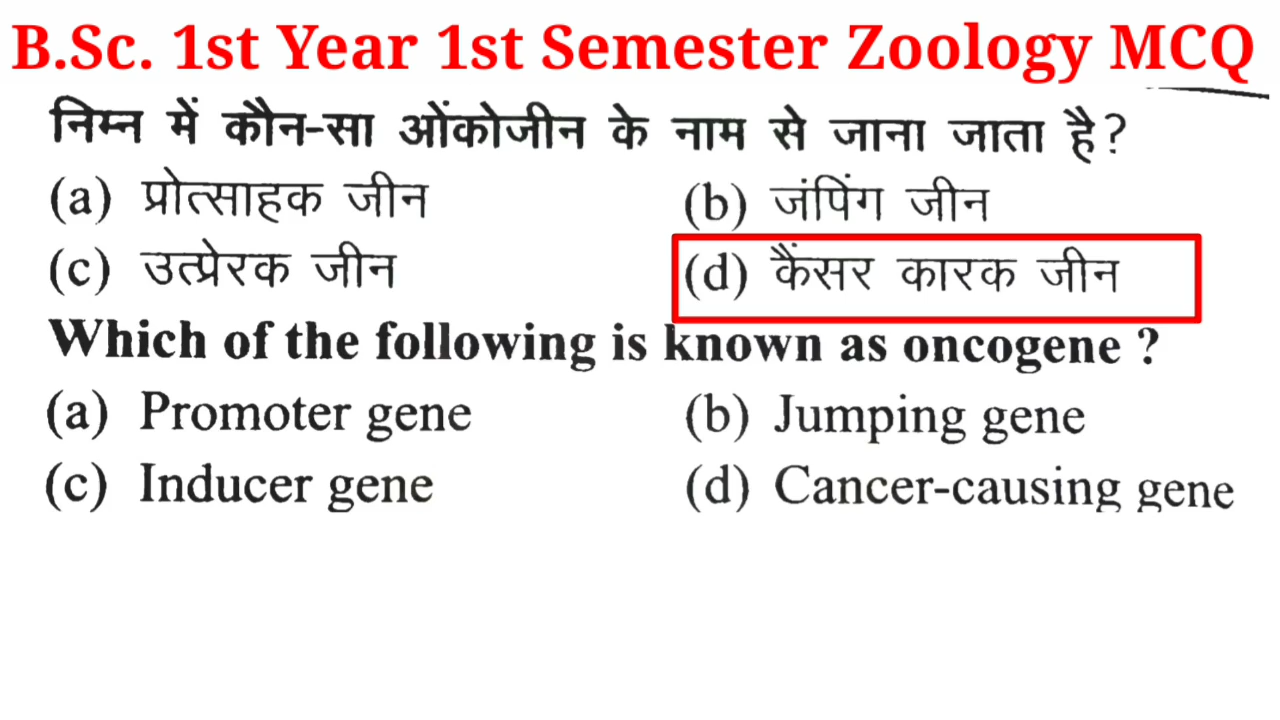 B.Sc. 1st Year 1st Semester Zoology MCQ
निम्न में कौन-सा ओंकोजीन के नाम से जाना जाता है?
(a) प्रोत्साहक जीन (b) जंपिंग जीन
(c) उत्प्रेरक जीन (d) कैंसर कारक जीन
Which of the following is known as oncogene ?
(a) Promoter gene (b) Jumping gene
(c) Inducer gene (d) Cancer-causing gene